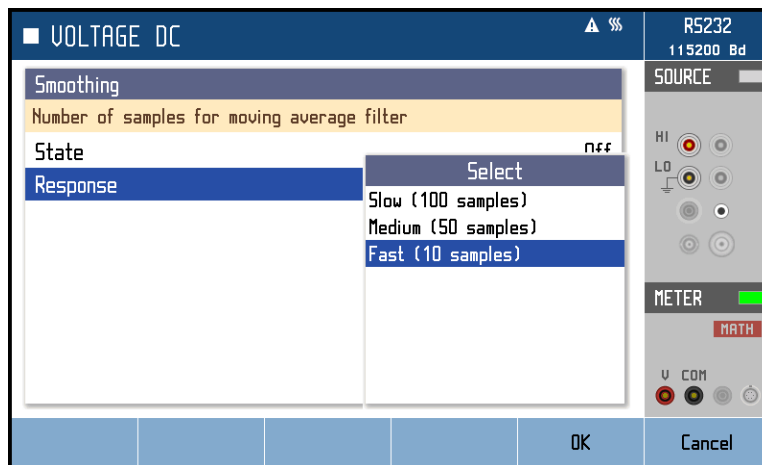 VOLTAGE DC
RS232
115200 Bd
Smoothing
Number of samples for moving average filter
State Off
Response
Select
Slow (100 samples)
Medium (50 samples)
Fast (10 samples)
SOURCE
HI
LO
METER
MATH
V COM
OK Cancel